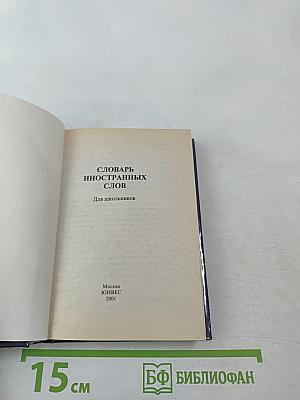 СЛОВАРЬ
ИНОСТРАННЫХ
СЛОВ
Для школьников
Москва
ЮНВЕС
2001
15 см
БФ БИБЛИОФАН